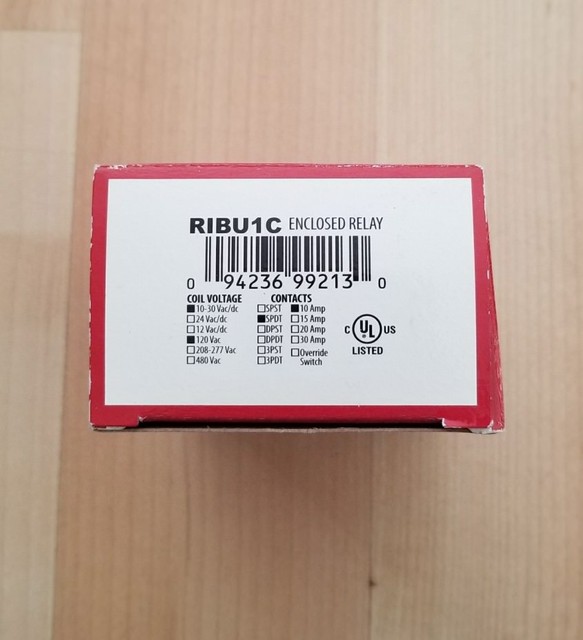 RIBU1C ENCLOSED RELAY
0 94236 99213 0
COIL VOLTAGE CONTACTS
■10-30 Vac/dc □SPST ■10 Amp
□24 Vac/dc ■SPDT □15 Amp
□12 Vac/dc □DPST □20 Amp
■120 Vac □DPDT □30 Amp
□208-277 Vac □3PST □Override
□480 Vac □3PDT Switch
C UL US
LISTED